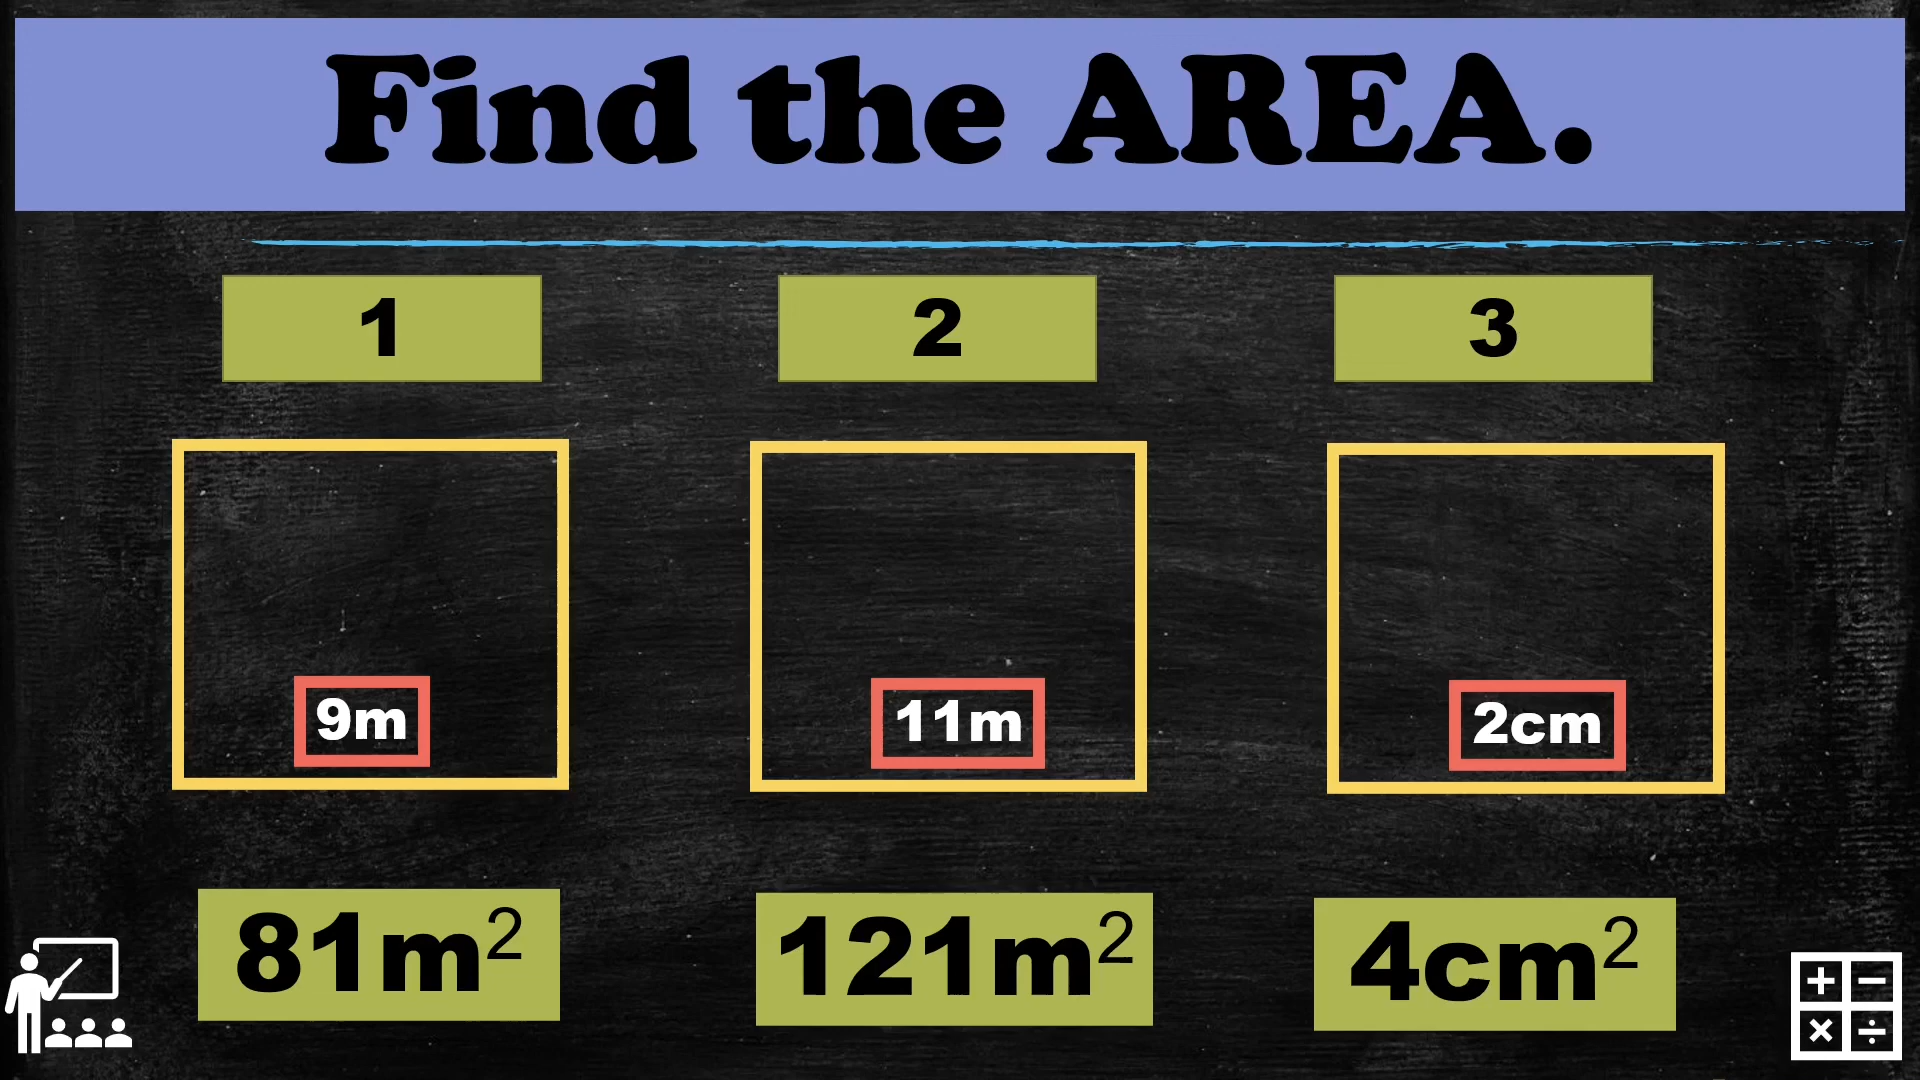 Find the AREA.
1
2
3
9m
11m
2cm
81m²
121m²
4cm²
+ −
× ÷